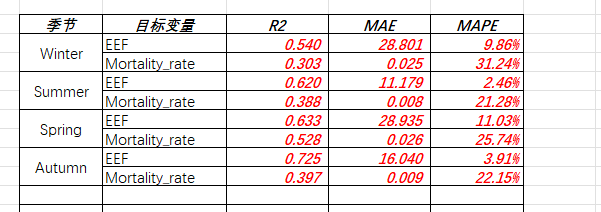 季节 目标变量 R2 MAE MAPE
Winter EEF 0.540 28.801 9.86%
Mortality_rate 0.303 0.025 31.24%
Summer EEF 0.620 11.179 2.46%
Mortality_rate 0.388 0.008 21.28%
Spring EEF 0.633 28.935 11.03%
Mortality_rate 0.528 0.026 25.74%
Autumn EEF 0.725 16.040 3.91%
Mortality_rate 0.397 0.009 22.15%